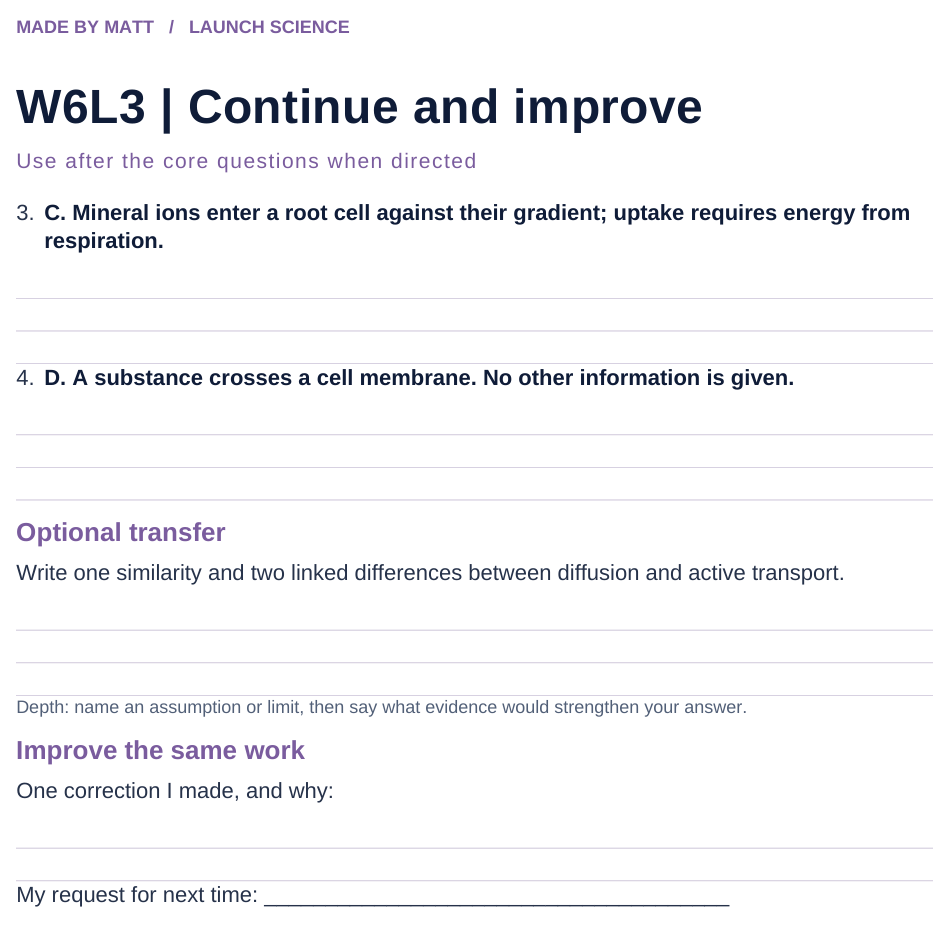 MADE BY MATT / LAUNCH SCIENCE
W6L3 | Continue and improve
Use after the core questions when directed
3. C. Mineral ions enter a root cell against their gradient; uptake requires energy from
respiration.
4. D. A substance crosses a cell membrane. No other information is given.
Optional transfer
Write one similarity and two linked differences between diffusion and active transport.
Depth: name an assumption or limit, then say what evidence would strengthen your answer.
Improve the same work
One correction I made, and why:
My request for next time: ______________________________________